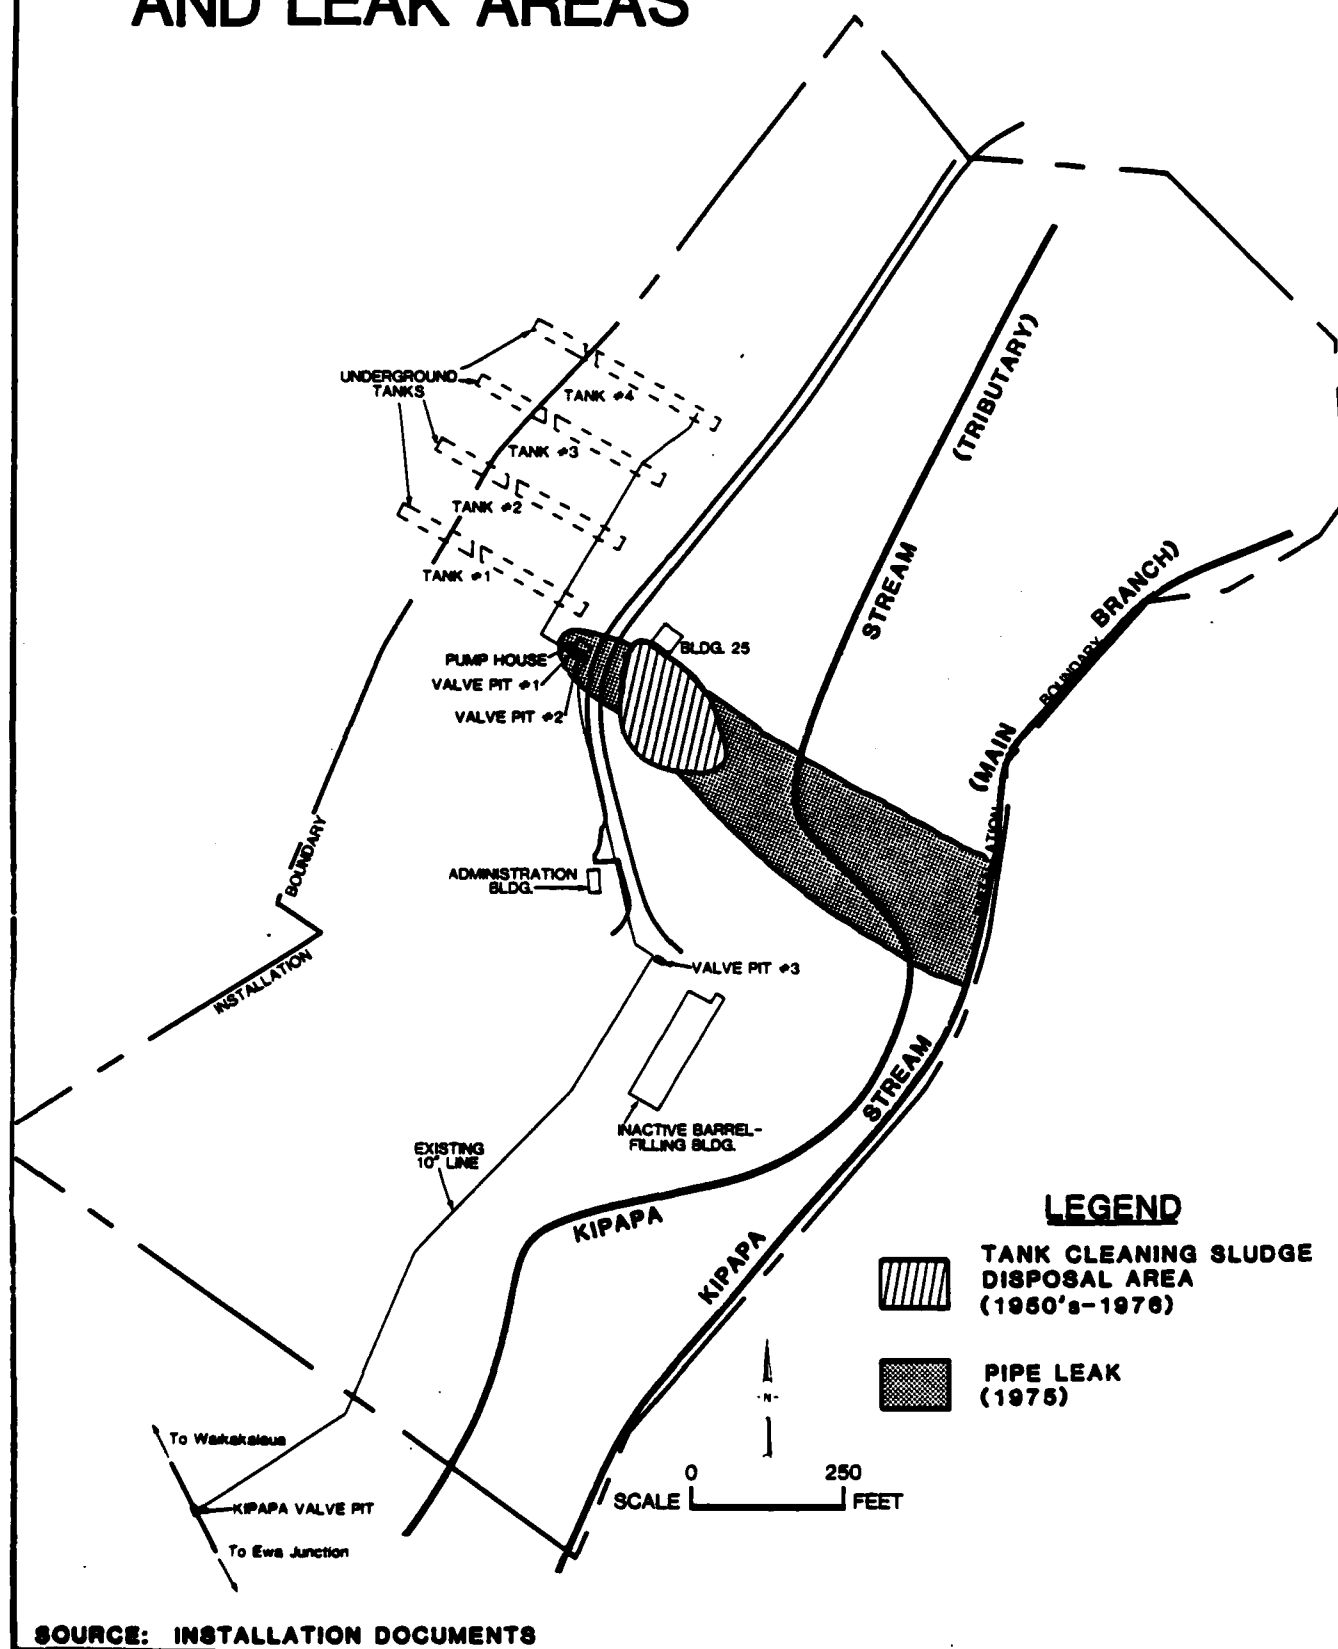 AND LEAK AREAS
(TRIBUTARY)
STREAM
UNDERGROUND
TANKS
TANK #4
TANK #3
TANK #2
TANK #1
BRANCH)
BOUNDARY
(MAIN
BLDG. 25
PUMP HOUSE
VALVE PIT #1
VALVE PIT #2
BOUNDARY
INSTALLATION
ADMINISTRATION
BLDG.
VALVE PIT #3
INACTIVE BARREL-
FILLING BLDG.
STREAM
EXISTING
10" LINE
KIPAPA
KIPAPA
LEGEND
TANK CLEANING SLUDGE
DISPOSAL AREA
(1950's-1976)
PIPE LEAK
(1975)
-N-
0 250
SCALE FEET
To Waikakalaua
KIPAPA VALVE PIT
To Ewa Junction
SOURCE: INSTALLATION DOCUMENTS